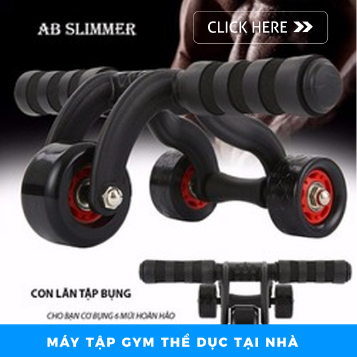 AB SLIMMER
CLICK HERE
CON LĂN TẬP BỤNG
CHO BẠN CƠ BỤNG 6 MÚI HOÀN HẢO
MÁY TẬP GYM THỂ DỤC TẠI NHÀ